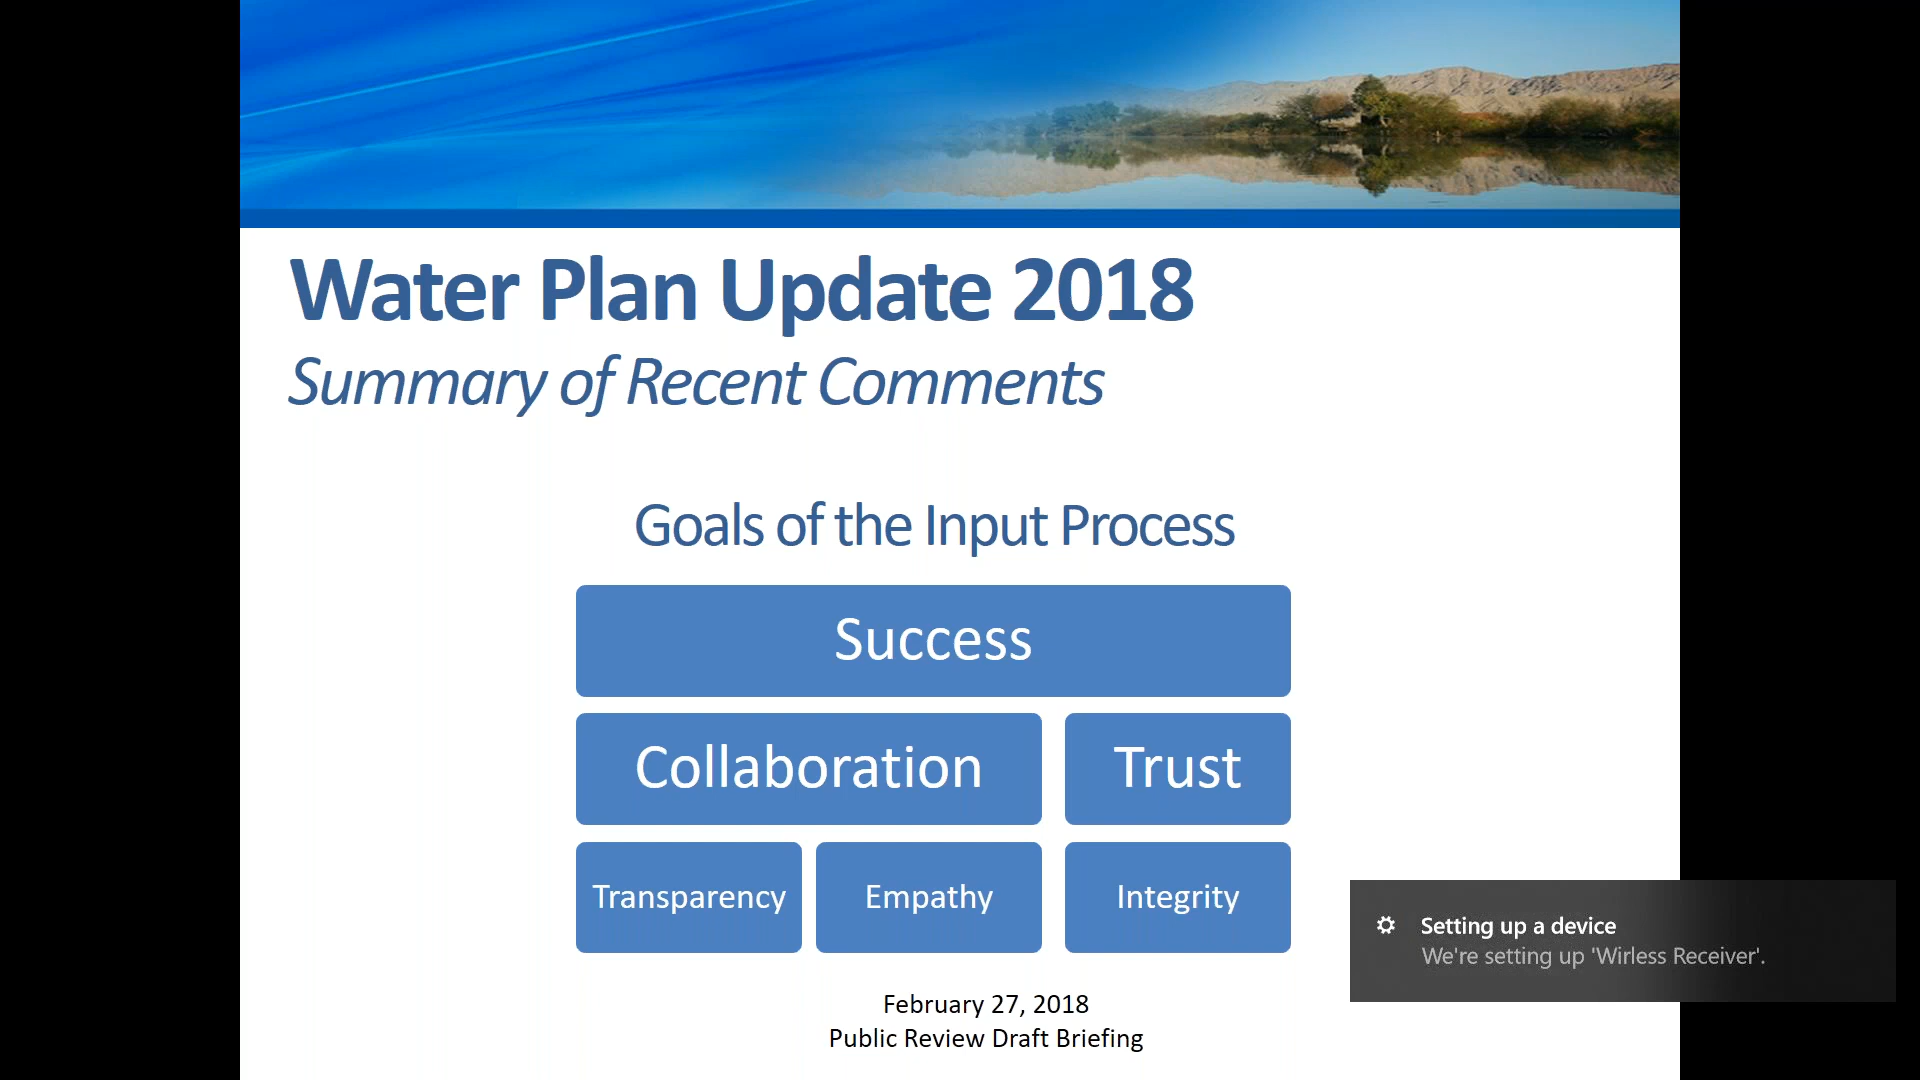 Water Plan Update 2018
Summary of Recent Comments
Goals of the Input Process
Success
Collaboration
Trust
Transparency
Empathy
Integrity
Setting up a device
We're setting up 'Wirless Receiver'.
February 27, 2018
Public Review Draft Briefing